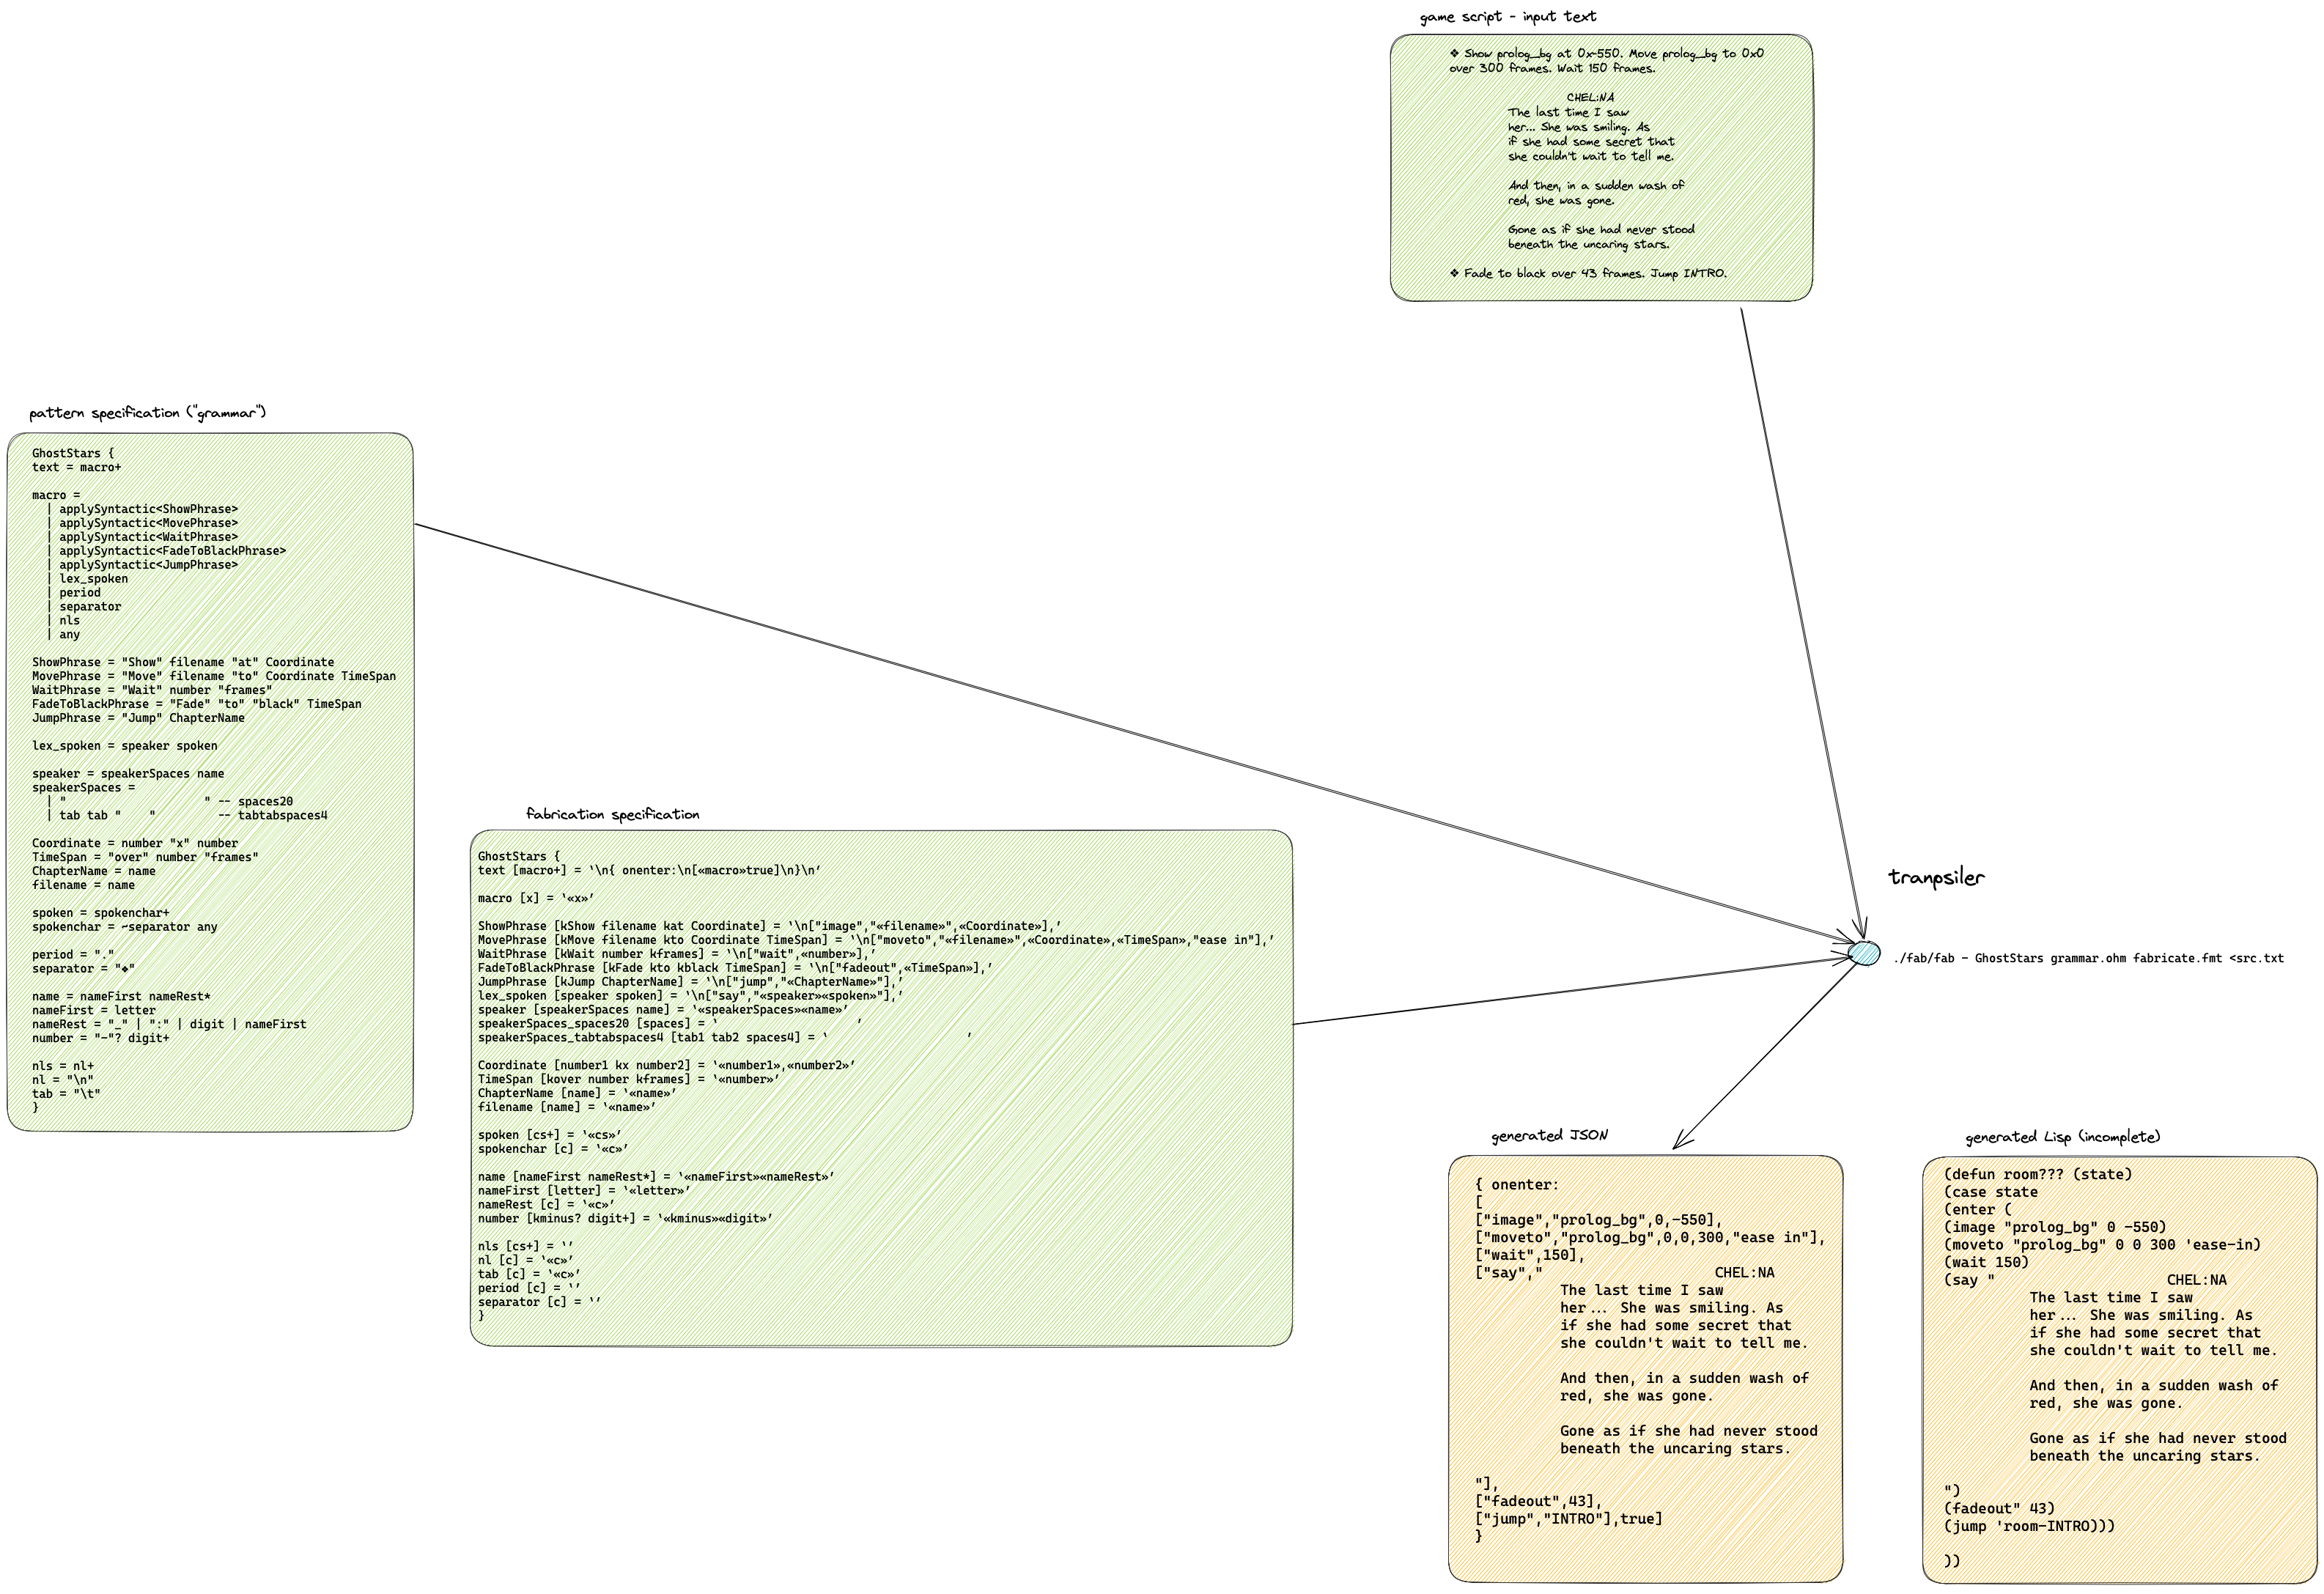 game script - input text
❖ Show prolog_bg at 0x-550. Move prolog_bg to 0x0
over 300 frames. Wait 150 frames.
CHEL:NA
The last time I saw
her... She was smiling. As
if she had some secret that
she couldn't wait to tell me.
And then, in a sudden wash of
red, she was gone.
Gone as if she had never stood
beneath the uncaring stars.
❖ Fade to black over 43 frames. Jump INTRO.
pattern specification ("grammar")
GhostStars {
text = macro+
macro =
  | applySyntactic<ShowPhrase>
  | applySyntactic<MovePhrase>
  | applySyntactic<WaitPhrase>
  | applySyntactic<FadeToBlackPhrase>
  | applySyntactic<JumpPhrase>
  | lex_spoken
  | period
  | separator
  | nls
  | any
ShowPhrase = "Show" filename "at" Coordinate
MovePhrase = "Move" filename "to" Coordinate TimeSpan
WaitPhrase = "Wait" number "frames"
FadeToBlackPhrase = "Fade" "to" "black" TimeSpan
JumpPhrase = "Jump" ChapterName
lex_spoken = speaker spoken
speaker = speakerSpaces name
speakerSpaces =
  | "                    " -- spaces20
  | tab tab "    "         -- tabtabspaces4
Coordinate = number "x" number
TimeSpan = "over" number "frames"
ChapterName = name
filename = name
spoken = spokenchar+
spokenchar = ~separator any
period = "."
separator = "❖"
name = nameFirst nameRest*
nameFirst = letter
nameRest = "_" | ":" | digit | nameFirst
number = "-"? digit+
nls = nl+
nl = "\n"
tab = "\t"
}
fabrication specification
GhostStars {
text [macro+] = ‛\n{ onenter:\n[«macro»true]\n}\n’
macro [x] = ‛«x»’
ShowPhrase [kShow filename kat Coordinate] = ‛\n["image","«filename»",«Coordinate»],’
MovePhrase [kMove filename kto Coordinate TimeSpan] = ‛\n["moveto","«filename»",«Coordinate»,«TimeSpan»,"ease in"],’
WaitPhrase [kWait number kframes] = ‛\n["wait",«number»],’
FadeToBlackPhrase [kFade kto kblack TimeSpan] = ‛\n["fadeout",«TimeSpan»],’
JumpPhrase [kJump ChapterName] = ‛\n["jump","«ChapterName»"],’
lex_spoken [speaker spoken] = ‛\n["say","«speaker»«spoken»"],’
speaker [speakerSpaces name] = ‛«speakerSpaces»«name»’
speakerSpaces_spaces20 [spaces] = ‛                    ’
speakerSpaces_tabtabspaces4 [tab1 tab2 spaces4] = ‛                    ’
Coordinate [number1 kx number2] = ‛«number1»,«number2»’
TimeSpan [kover number kframes] = ‛«number»’
ChapterName [name] = ‛«name»’
filename [name] = ‛«name»’
spoken [cs+] = ‛«cs»’
spokenchar [c] = ‛«c»’
name [nameFirst nameRest*] = ‛«nameFirst»«nameRest»’
nameFirst [letter] = ‛«letter»’
nameRest [c] = ‛«c»’
number [kminus? digit+] = ‛«kminus»«digit»’
nls [cs+] = ‛’
nl [c] = ‛«c»’
tab [c] = ‛«c»’
period [c] = ‛’
separator [c] = ‛’
}
tranpsiler
./fab/fab - GhostStars grammar.ohm fabricate.fmt <src.txt
generated JSON
{ onenter:
[
["image","prolog_bg",0,-550],
["moveto","prolog_bg",0,0,300,"ease in"],
["wait",150],
["say","                    CHEL:NA
The last time I saw
her... She was smiling. As
if she had some secret that
she couldn't wait to tell me.
And then, in a sudden wash of
red, she was gone.
Gone as if she had never stood
beneath the uncaring stars.
"],
["fadeout",43],
["jump","INTRO"],true]
}
generated Lisp (incomplete)
(defun room??? (state)
(case state
(enter (
(image "prolog_bg" 0 -550)
(moveto "prolog_bg" 0 0 300 'ease-in)
(wait 150)
(say "                    CHEL:NA
The last time I saw
her... She was smiling. As
if she had some secret that
she couldn't wait to tell me.
And then, in a sudden wash of
red, she was gone.
Gone as if she had never stood
beneath the uncaring stars.
")
(fadeout" 43)
(jump 'room-INTRO)))
))